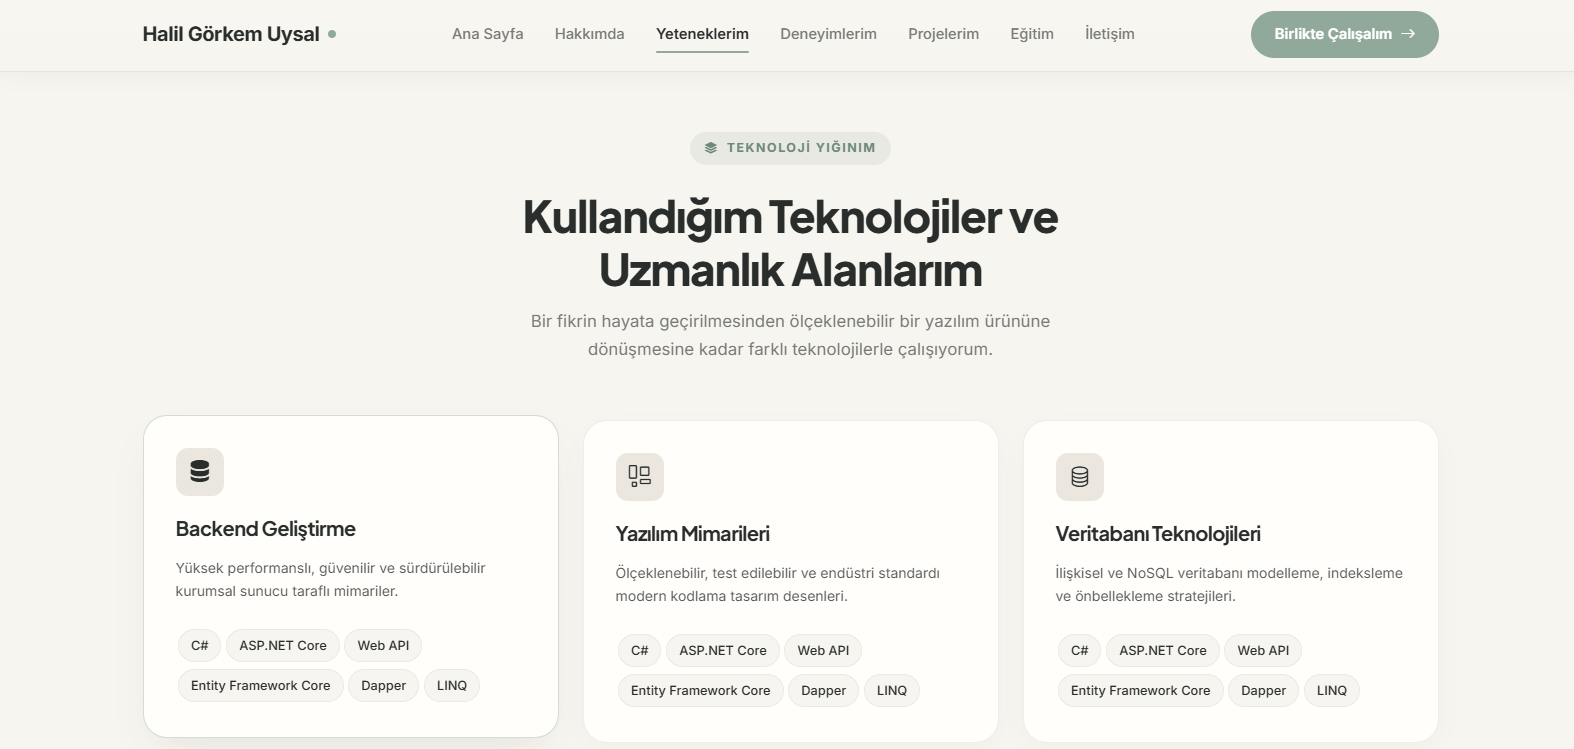 Halil Görkem Uysal
Ana Sayfa Hakkımda Yeteneklerim Deneyimlerim Projelerim Eğitim İletişim
Birlikte Çalışalım →
TEKNOLOJİ YIĞINIM
Kullandığım Teknolojiler ve
Uzmanlık Alanlarım
Bir fikrin hayata geçirilmesinden ölçeklenebilir bir yazılım ürününe
dönüşmesine kadar farklı teknolojilerle çalışıyorum.
Backend Geliştirme
Yüksek performanslı, güvenilir ve sürdürülebilir
kurumsal sunucu taraflı mimariler.
C# ASP.NET Core Web API
Entity Framework Core Dapper LINQ
Yazılım Mimarileri
Ölçeklenebilir, test edilebilir ve endüstri standardı
modern kodlama tasarım desenleri.
C# ASP.NET Core Web API
Entity Framework Core Dapper LINQ
Veritabanı Teknolojileri
İlişkisel ve NoSQL veritabanı modelleme, indeksleme
ve önbellekleme stratejileri.
C# ASP.NET Core Web API
Entity Framework Core Dapper LINQ